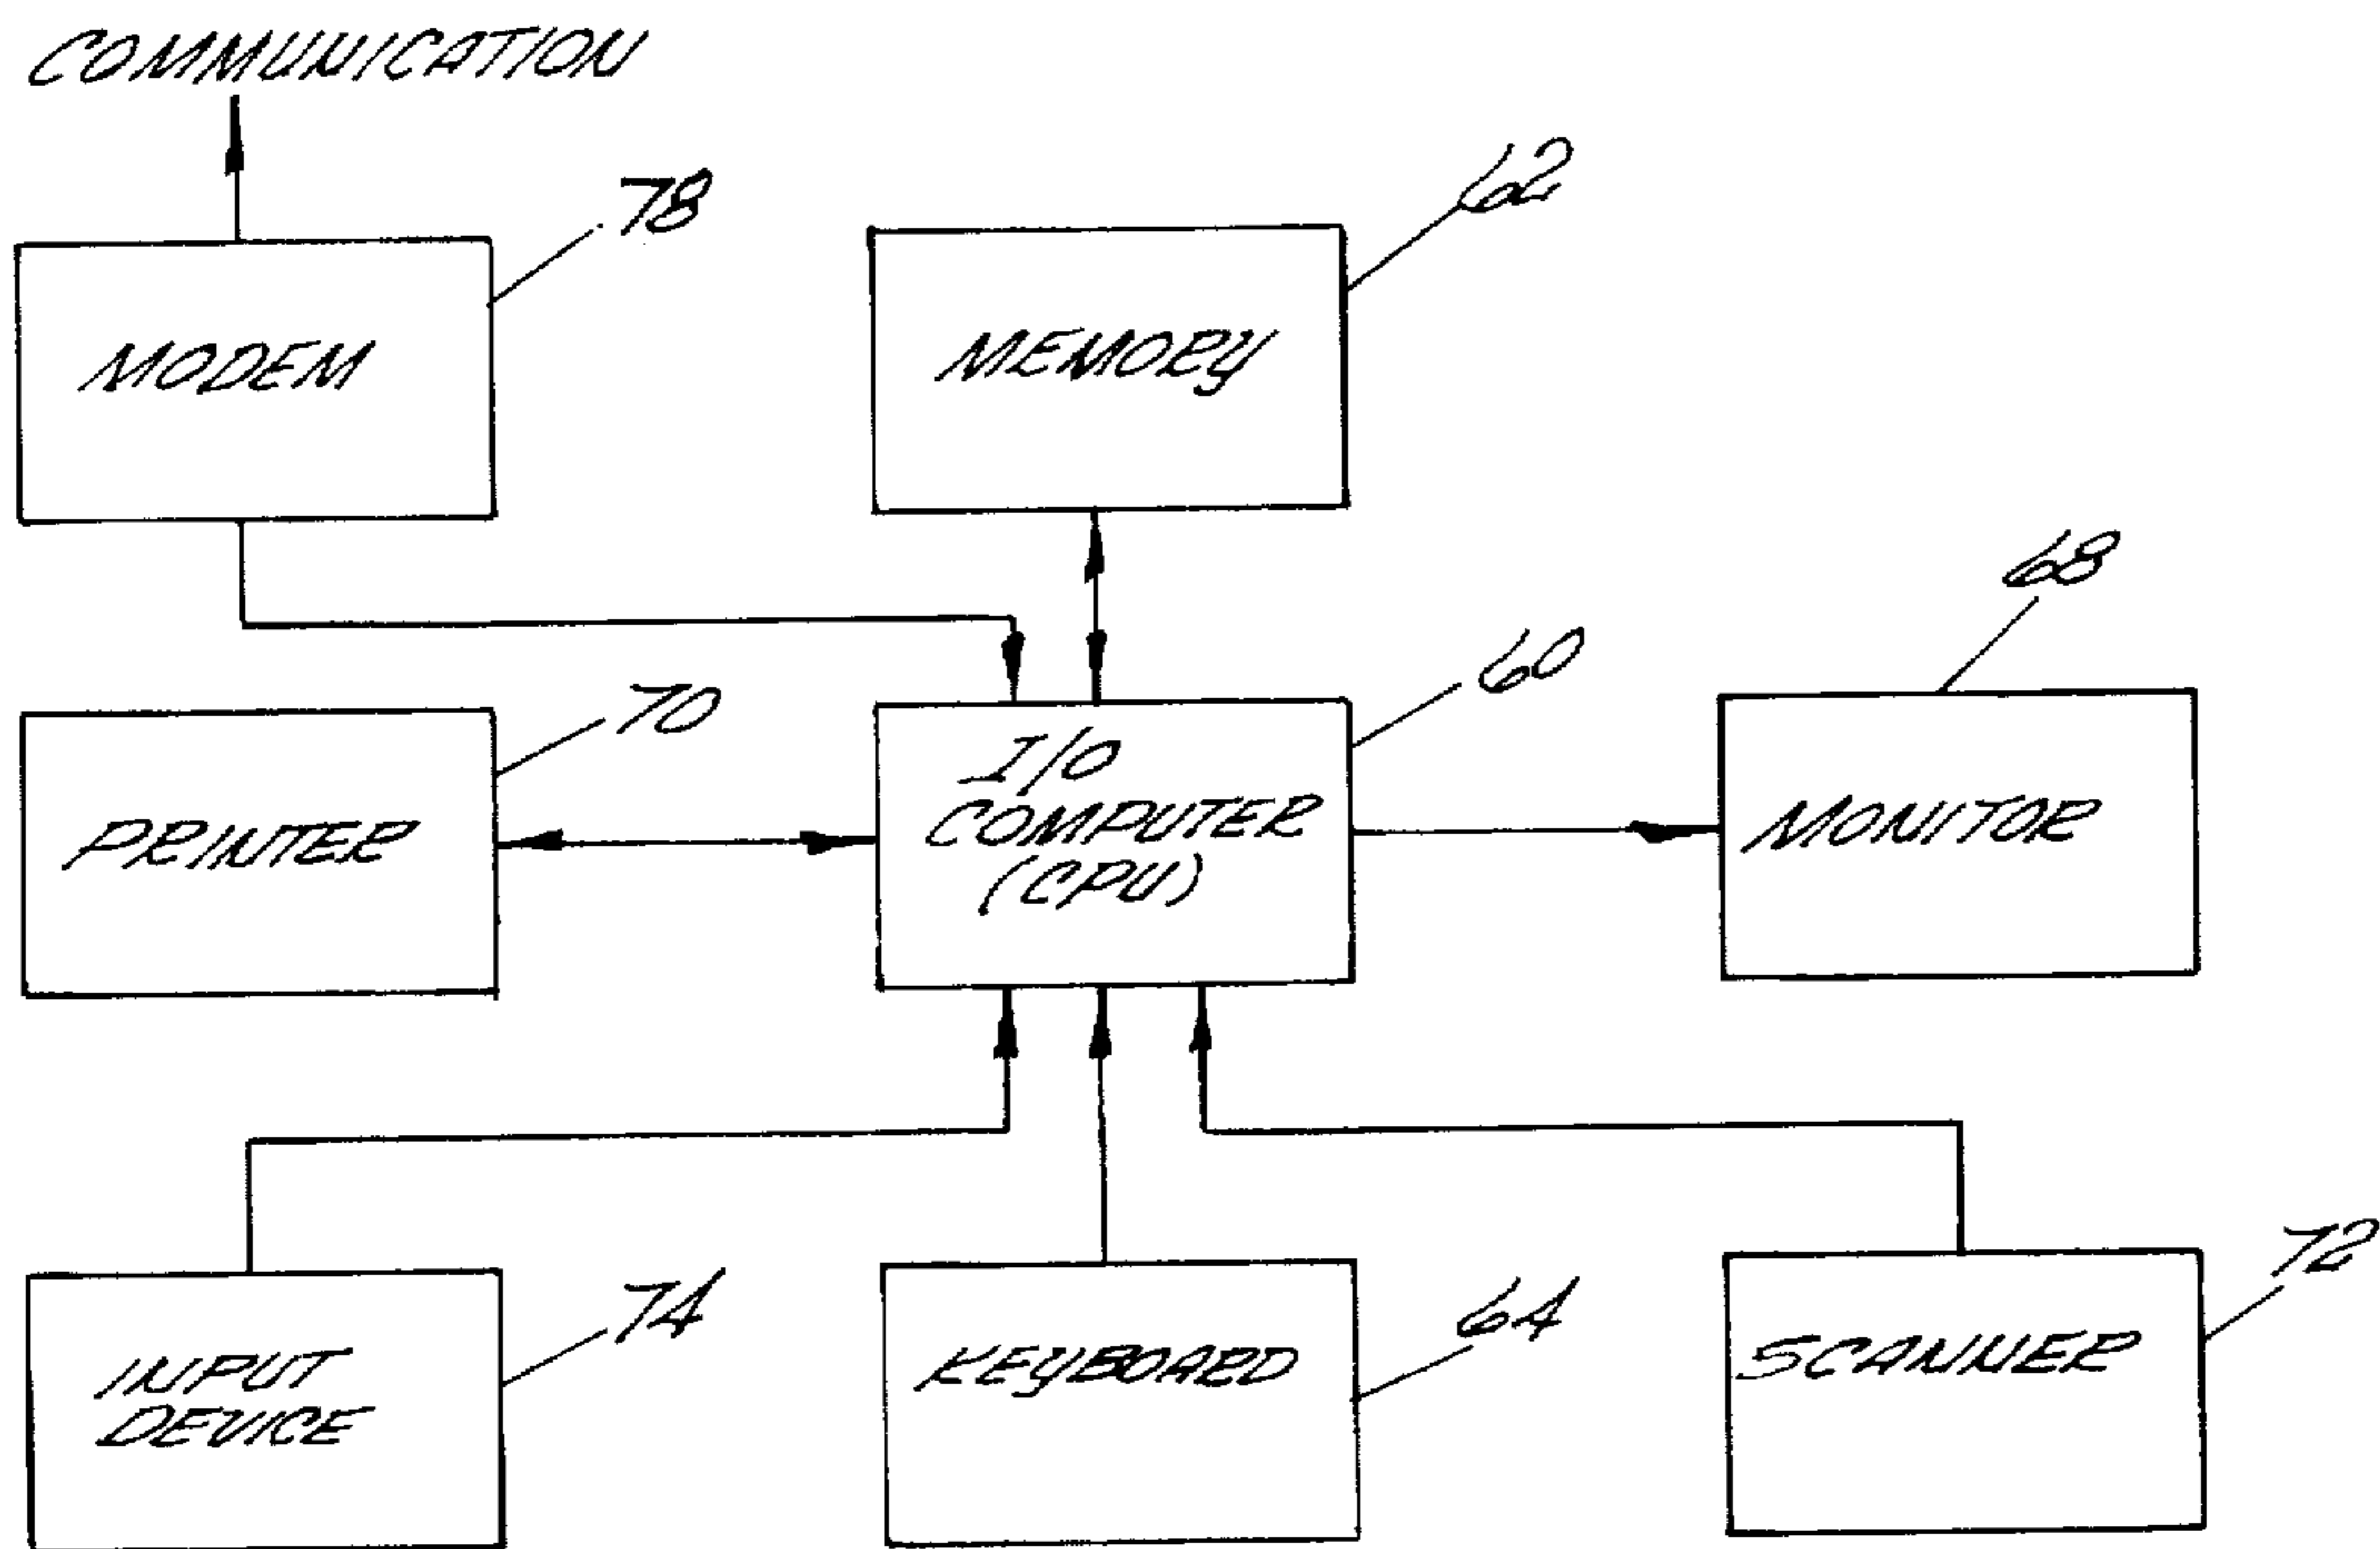 COMMUNICATION
78
62
MODEM
MEMORY
68
60
70
I/O
COMPUTER
(CPU)
PRINTER
MONITOR
74
64
72
INPUT
DEVICE
KEYBOARD
SCANNER